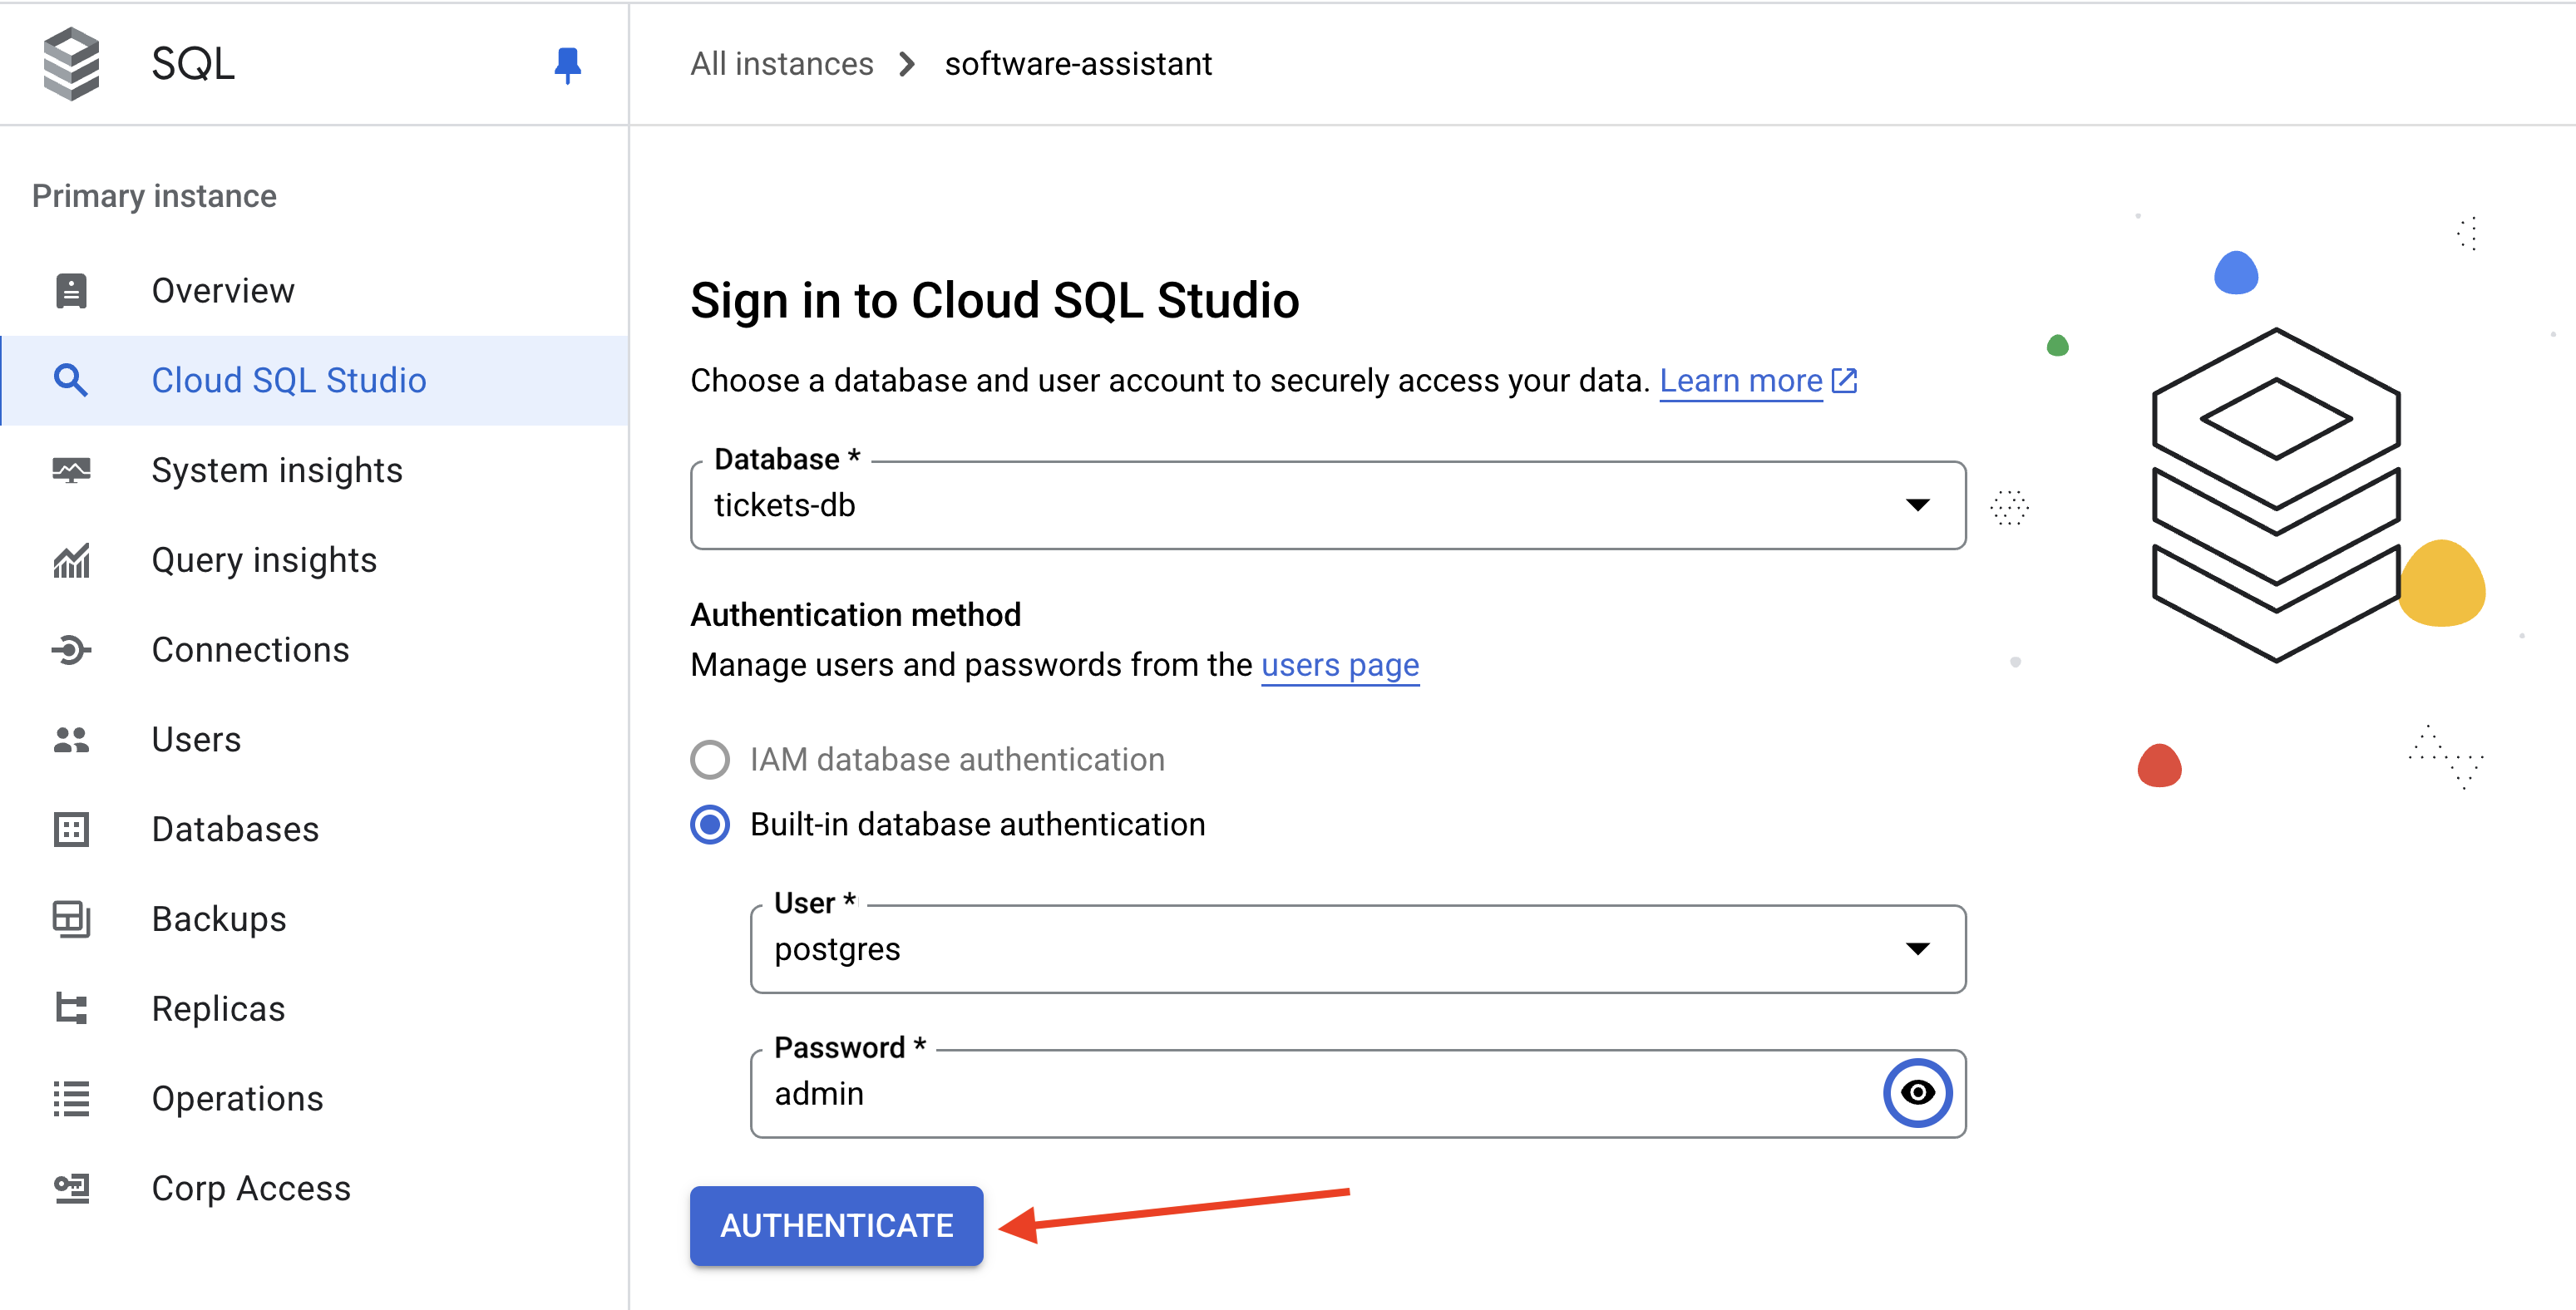 SQL
All instances
software-assistant
Primary instance
Overview
Cloud SQL Studio
System insights
Query insights
Connections
Users
Databases
Backups
Replicas
Operations
Corp Access
Sign in to Cloud SQL Studio
Choose a database and user account to securely access your data. Learn more
Database *
tickets-db
Authentication method
Manage users and passwords from the users page
IAM database authentication
Built-in database authentication
User *
postgres
Password *
admin
AUTHENTICATE